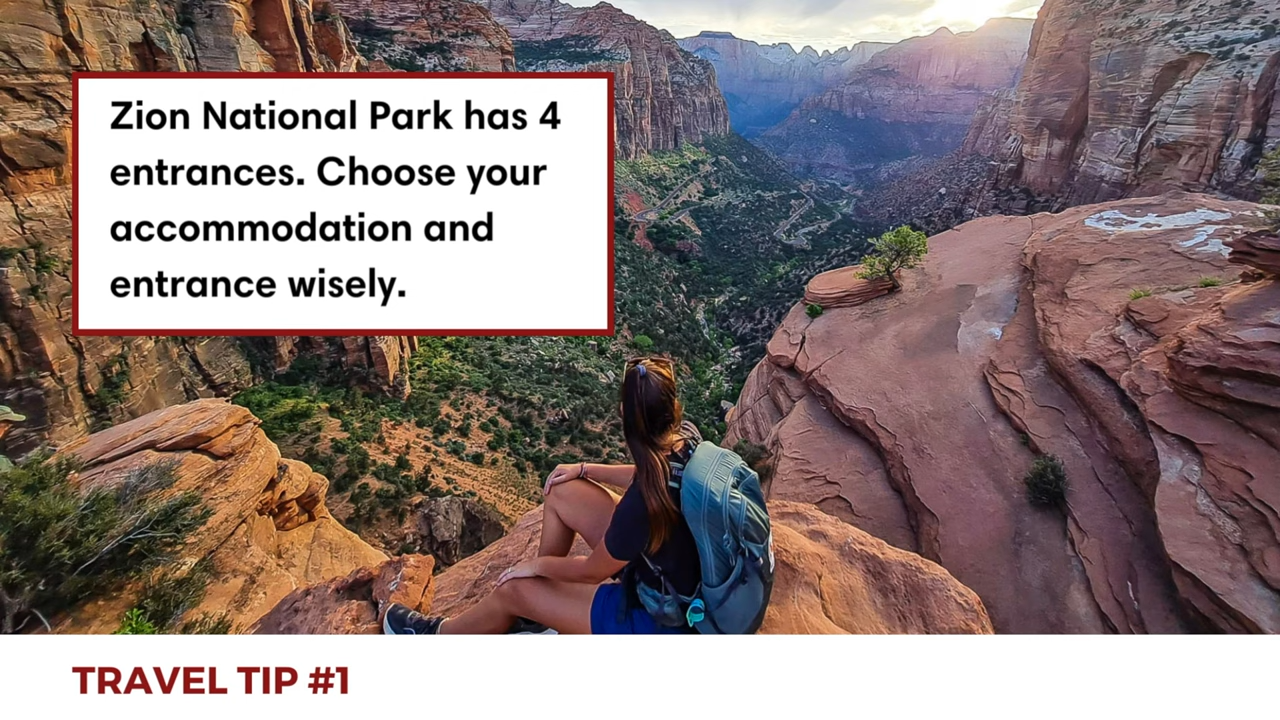 Zion National Park has 4
entrances. Choose your
accommodation and
entrance wisely.
TRAVEL TIP #1